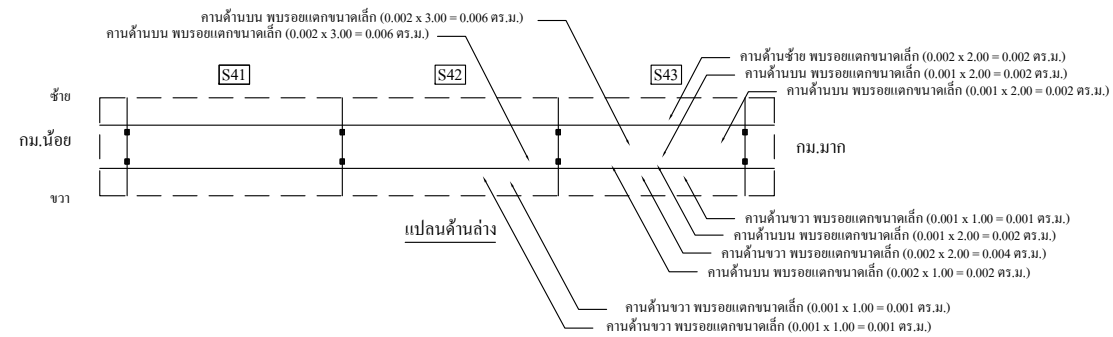 คานด้านบน พบรอยแตกขนาดเล็ก (0.002 x 3.00 = 0.006 ตร.ม.)
คานด้านบน พบรอยแตกขนาดเล็ก (0.002 x 3.00 = 0.006 ตร.ม.)
S41
S42
S43
คานด้านซ้าย พบรอยแตกขนาดเล็ก (0.002 x 2.00 = 0.002 ตร.ม.)
คานด้านบน พบรอยแตกขนาดเล็ก (0.001 x 2.00 = 0.002 ตร.ม.)
คานด้านบน พบรอยแตกขนาดเล็ก (0.001 x 2.00 = 0.002 ตร.ม.)
ซ้าย
กม.น้อย
กม.มาก
ขวา
แปลนด้านล่าง
คานด้านขวา พบรอยแตกขนาดเล็ก (0.001 x 1.00 = 0.001 ตร.ม.)
คานด้านบน พบรอยแตกขนาดเล็ก (0.001 x 2.00 = 0.002 ตร.ม.)
คานด้านขวา พบรอยแตกขนาดเล็ก (0.002 x 2.00 = 0.004 ตร.ม.)
คานด้านบน พบรอยแตกขนาดเล็ก (0.002 x 1.00 = 0.002 ตร.ม.)
คานด้านขวา พบรอยแตกขนาดเล็ก (0.001 x 1.00 = 0.001 ตร.ม.)
คานด้านขวา พบรอยแตกขนาดเล็ก (0.001 x 1.00 = 0.001 ตร.ม.)